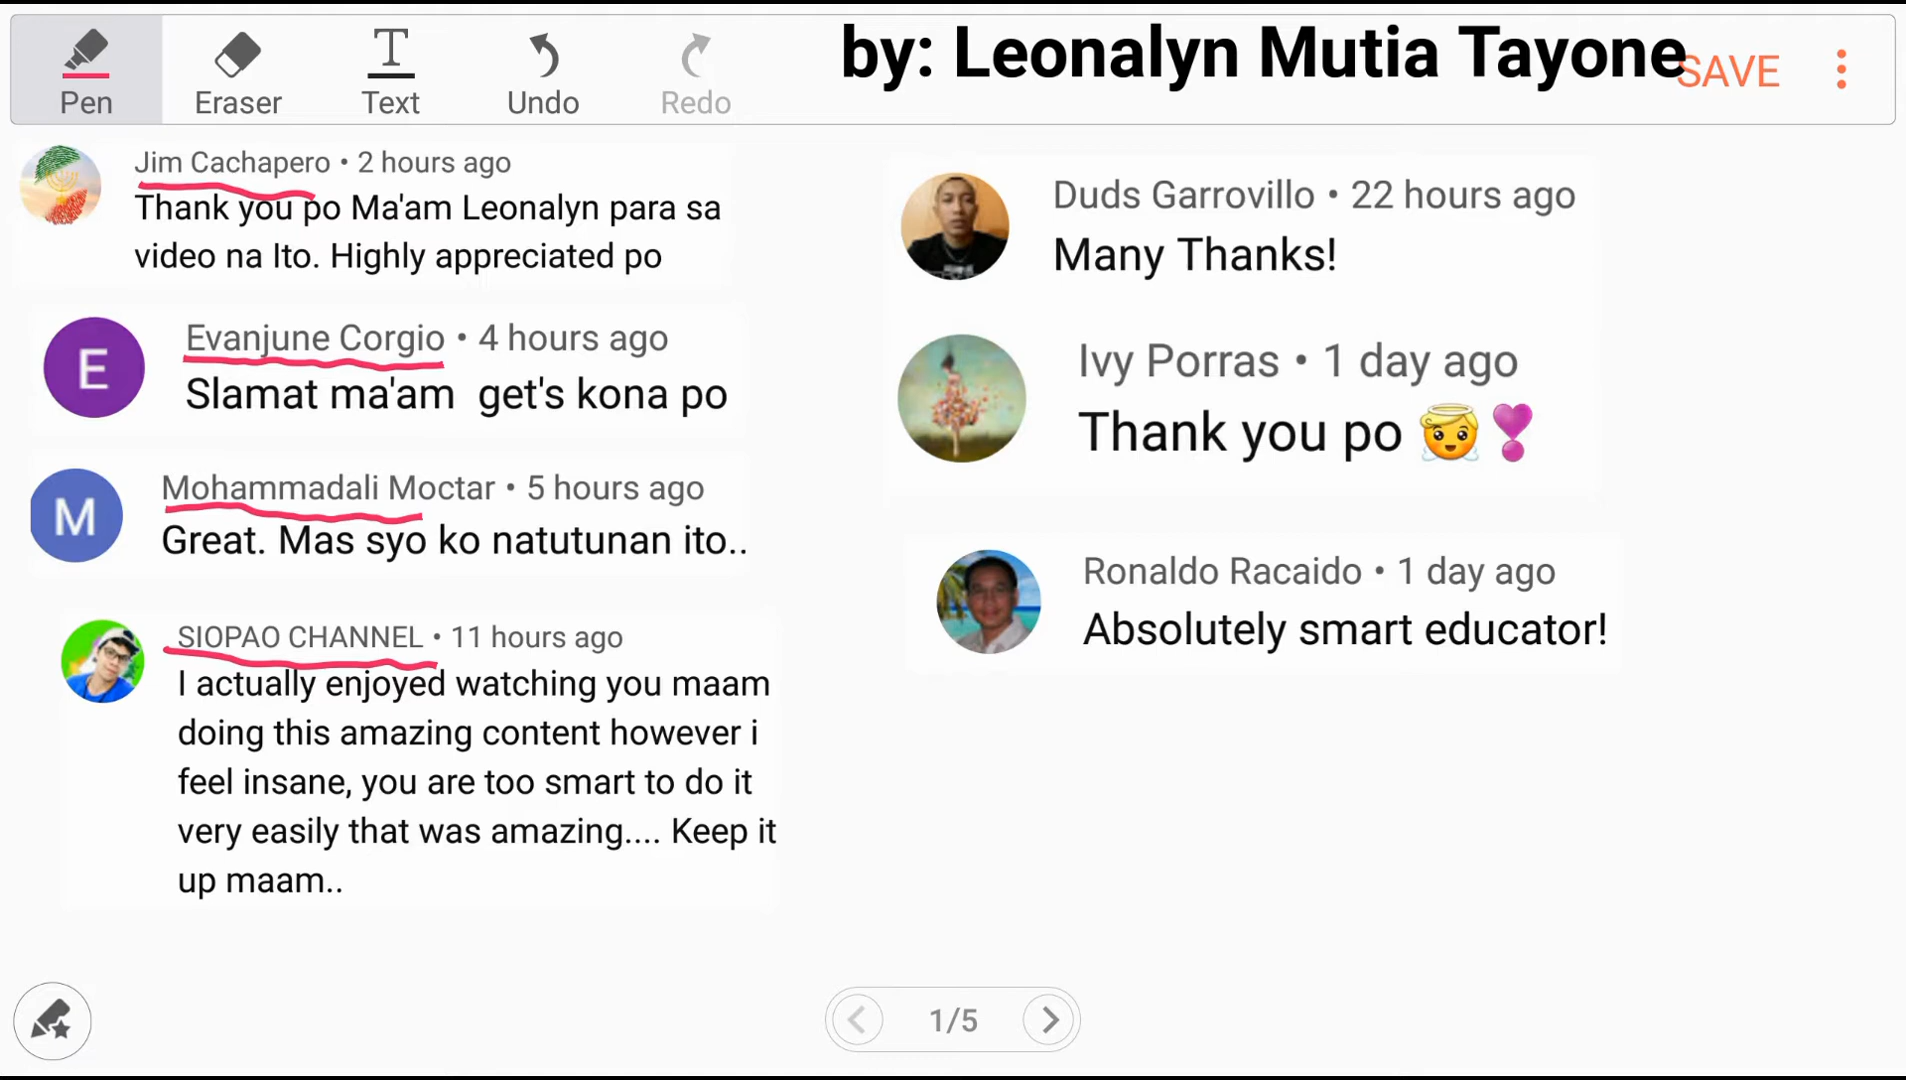 by: Leonalyn Mutia Tayone
SAVE
Pen
Eraser
Text
Undo
Redo
Jim Cachapero • 2 hours ago
Thank you po Ma'am Leonalyn para sa
video na Ito. Highly appreciated po
E
Evanjune Corgio • 4 hours ago
Slamat ma'am get's kona po
M
Mohammadali Moctar • 5 hours ago
Great. Mas syo ko natutunan ito..
SIOPAO CHANNEL • 11 hours ago
I actually enjoyed watching you maam
doing this amazing content however i
feel insane, you are too smart to do it
very easily that was amazing.... Keep it
up maam..
Duds Garrovillo • 22 hours ago
Many Thanks!
Ivy Porras • 1 day ago
Thank you po 😇❣
Ronaldo Racaido • 1 day ago
Absolutely smart educator!
1/5